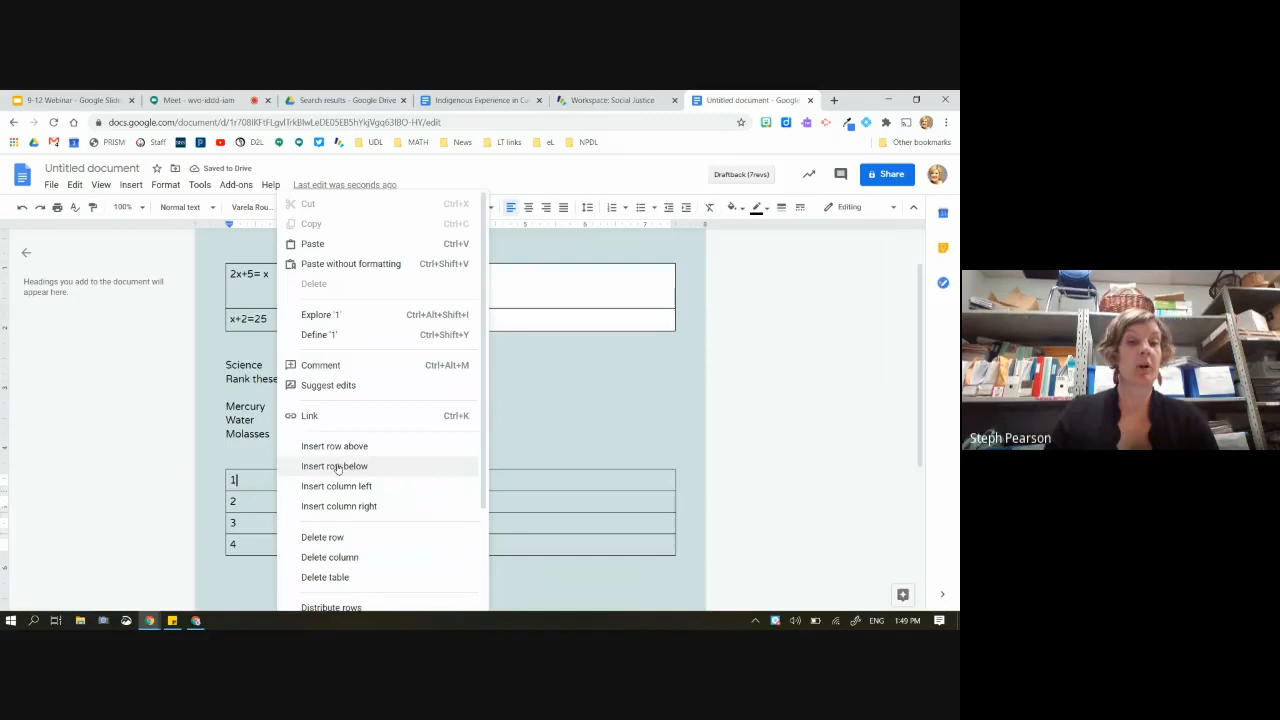 9-12 Webinar - Google Slide
Meet - wvo-iddd-iam
Search results - Google Drive
Indigenous Experience in Ca
Workspace: Social Justice
Untitled document - Google
docs.google.com/document/d/
/edit
PRISM
Staff
D2L
UDL
MATH
News
LT links
eL
NPDL
Other bookmarks
Untitled document
Saved to Drive
File Edit View Insert Format Tools Add-ons Help
Last edit was seconds ago
Draftback (7revs)
Share
100%
Normal text
Varela Rou...
Editing
Headings you add to the document will
appear here.
2x+5= x
x+2=25
Science
Rank these
Mercury
Water
Molasses
1
2
3
4
Cut Ctrl+X
Copy Ctrl+C
Paste Ctrl+V
Paste without formatting Ctrl+Shift+V
Delete
Explore '1' Ctrl+Alt+Shift+I
Define '1' Ctrl+Shift+Y
Comment Ctrl+Alt+M
Suggest edits
Link Ctrl+K
Insert row above
Insert row below
Insert column left
Insert column right
Delete row
Delete column
Delete table
Distribute rows
ENG
1:49 PM
Steph Pearson